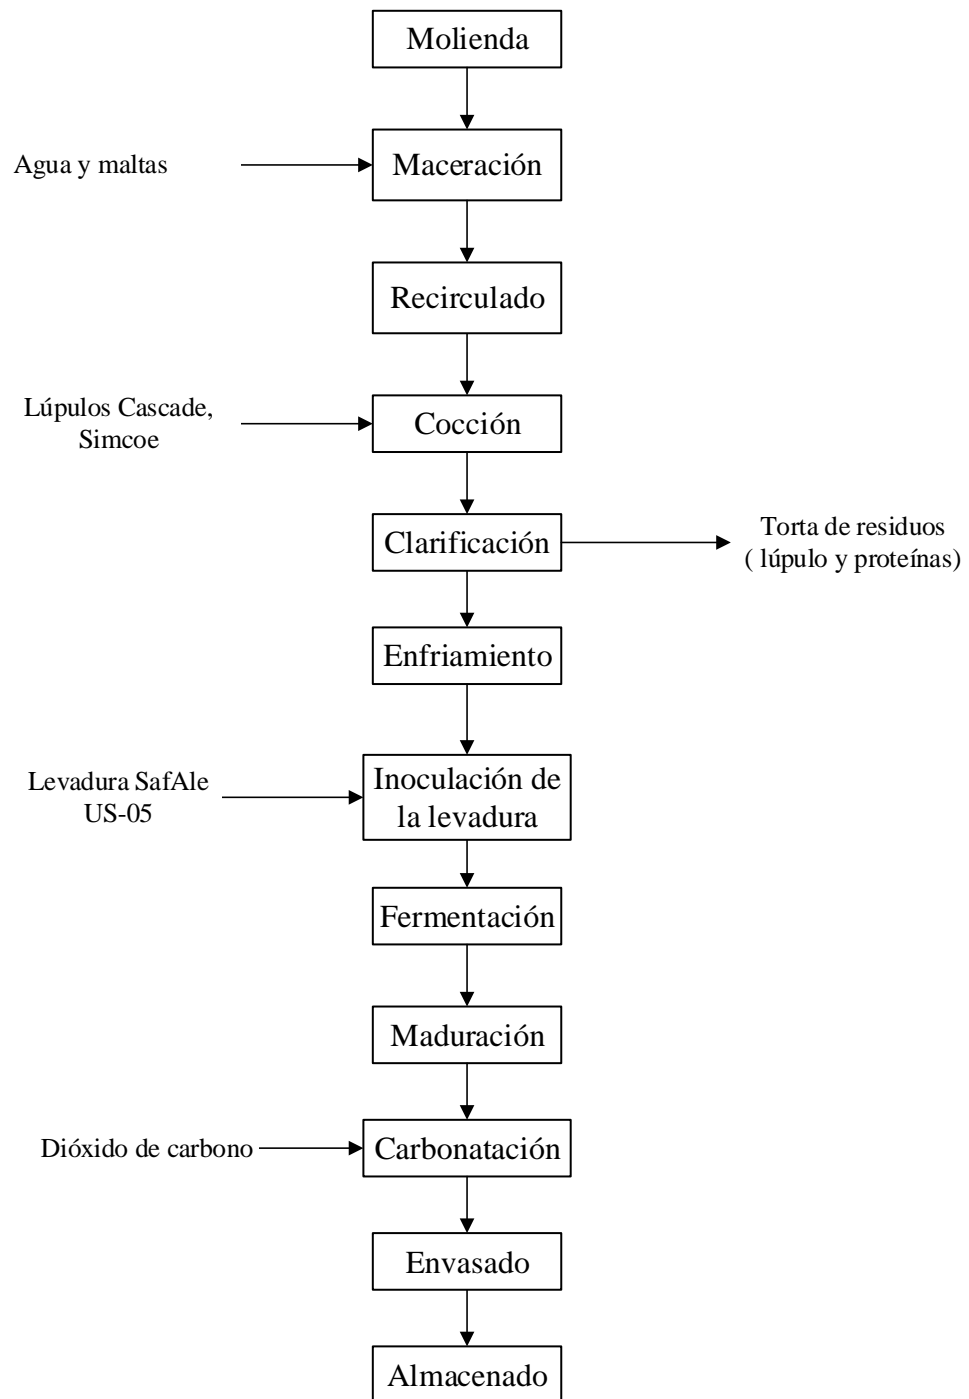 Molienda
Agua y maltas
Maceración
Recirculado
Lúpulos Cascade,
Simcoe
Cocción
Clarificación
Torta de residuos
( lúpulo y proteínas)
Enfriamiento
Levadura SafAle
US-05
Inoculación de
la levadura
Fermentación
Maduración
Dióxido de carbono
Carbonatación
Envasado
Almacenado